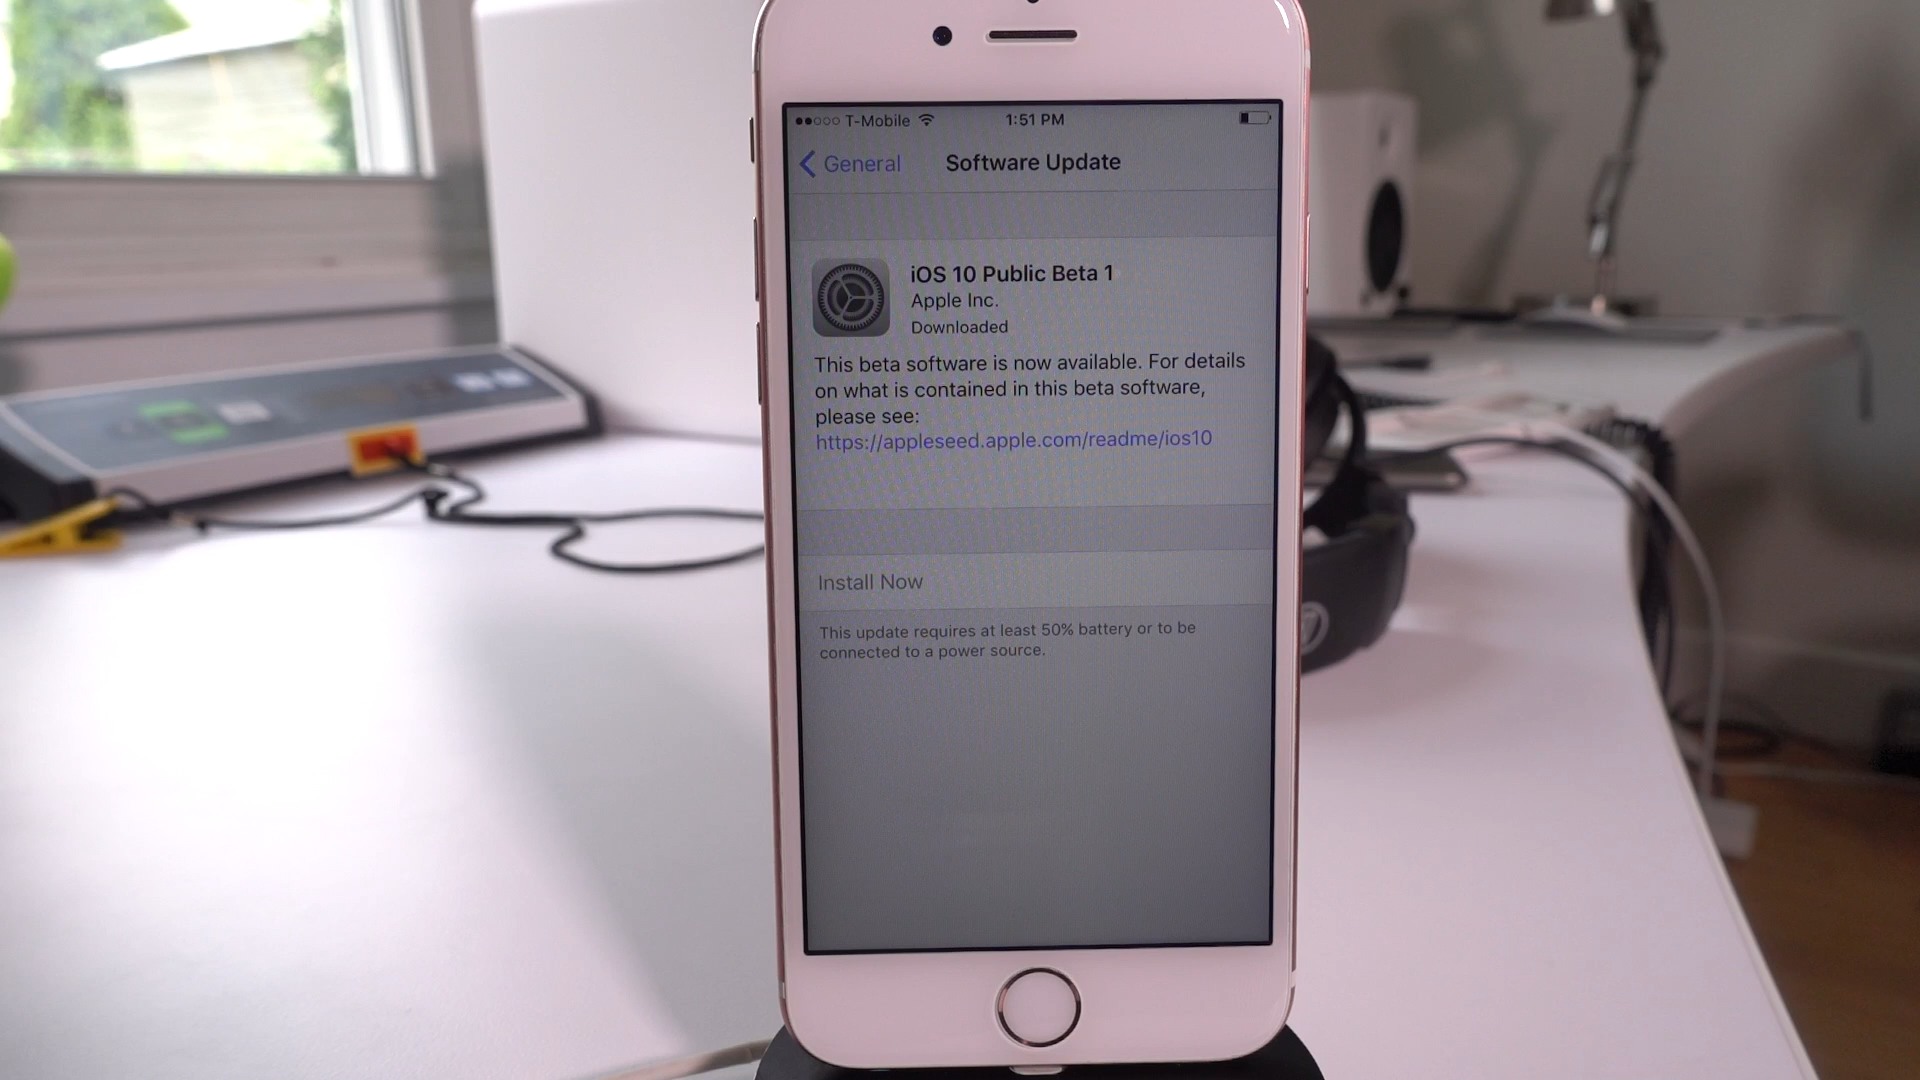 T-Mobile 1:51 PM
General Software Update
iOS 10 Public Beta 1
Apple Inc.
Downloaded
This beta software is now available. For details
on what is contained in this beta software,
please see:
https://appleseed.apple.com/readme/ios10
Install Now
This update requires at least 50% battery or to be
connected to a power source.